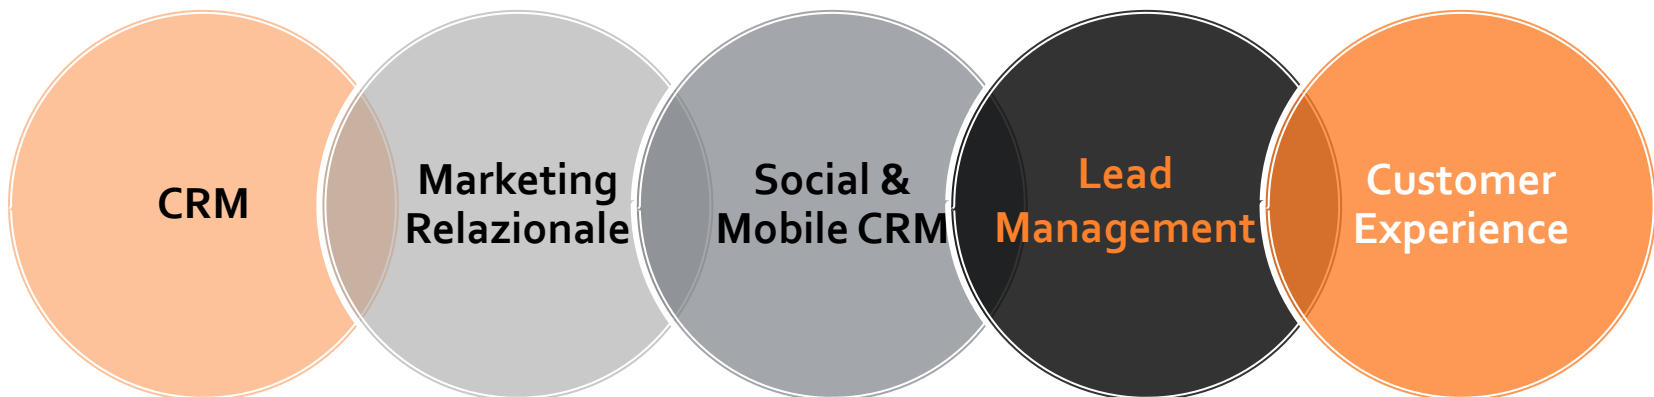 CRM
Marketing
Relazionale
Social &
Mobile CRM
Lead
Management
Customer
Experience